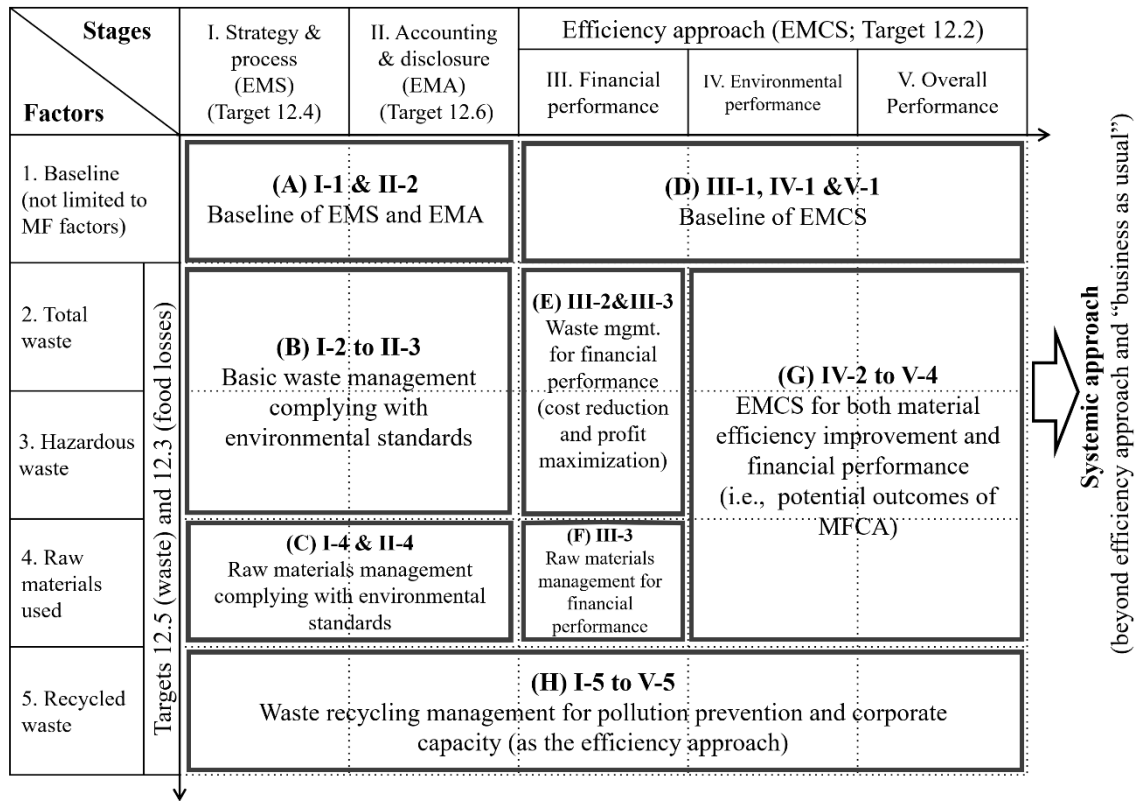 Stages
Factors
I. Strategy &
process
(EMS)
(Target 12.4)
II. Accounting
& disclosure
(EMA)
(Target 12.6)
Efficiency approach (EMCS; Target 12.2)
III. Financial
performance
IV. Environmental
performance
V. Overall
Performance
1. Baseline
(not limited to
MF factors)
(A) I-1 & II-2
Baseline of EMS and EMA
(D) III-1, IV-1 &V-1
Baseline of EMCS
2. Total
waste
3. Hazardous
waste
4. Raw
materials
used
5. Recycled
waste
Targets 12.5 (waste) and 12.3 (food losses)
(B) I-2 to II-3
Basic waste management
complying with
environmental standards
(E) III-2&III-3
Waste mgmt.
for financial
performance
(cost reduction
and profit
maximization)
(G) IV-2 to V-4
EMCS for both material
efficiency improvement and
financial performance
(i.e., potential outcomes of
MFCA)
(C) I-4 & II-4
Raw materials management
complying with environmental
standards
(F) III-3
Raw materials
management for
financial
performance
(H) I-5 to V-5
Waste recycling management for pollution prevention and corporate
capacity (as the efficiency approach)
Systemic approach
(beyond efficiency approach and “business as usual”)